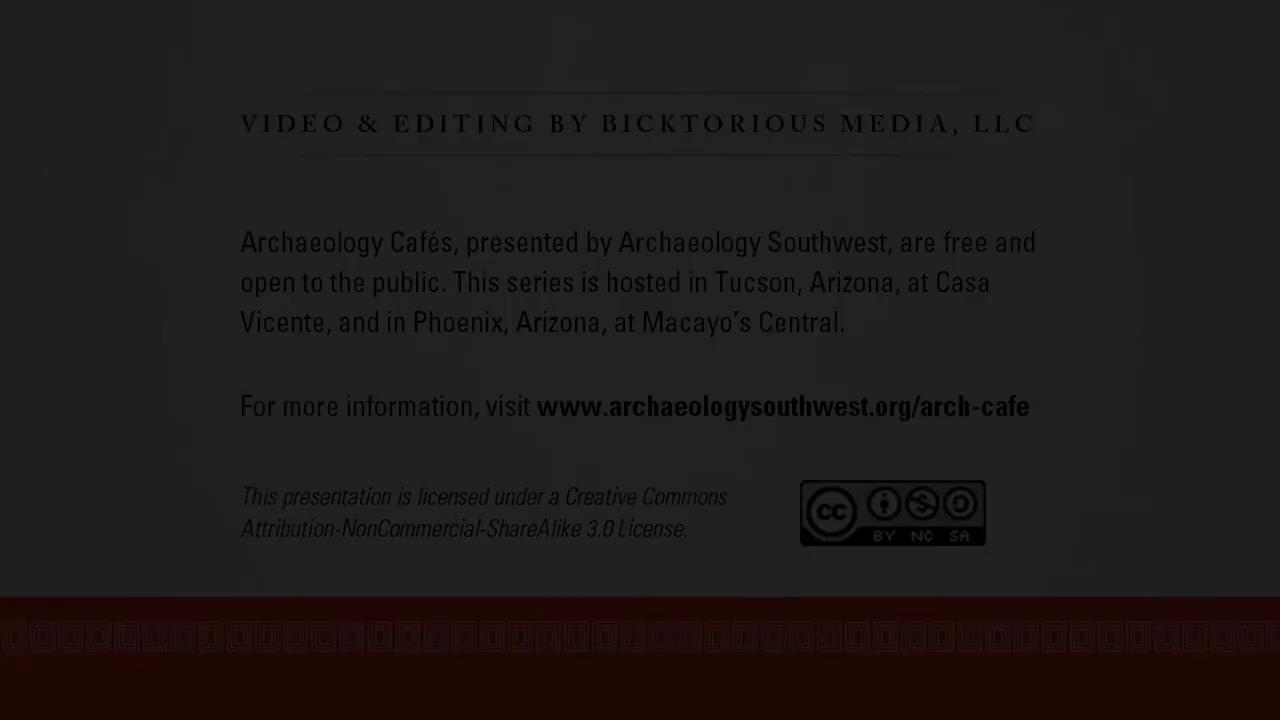 VIDEO & EDITING BY BICKTORIOUS MEDIA, LLC
Archaeology Cafés, presented by Archaeology Southwest, are free and
open to the public. This series is hosted in Tucson, Arizona, at Casa
Vicente, and in Phoenix, Arizona, at Macayo’s Central.
For more information, visit www.archaeologysouthwest.org/arch-cafe
This presentation is licensed under a Creative Commons
Attribution-NonCommercial-ShareAlike 3.0 License.
cc
BY NC SA